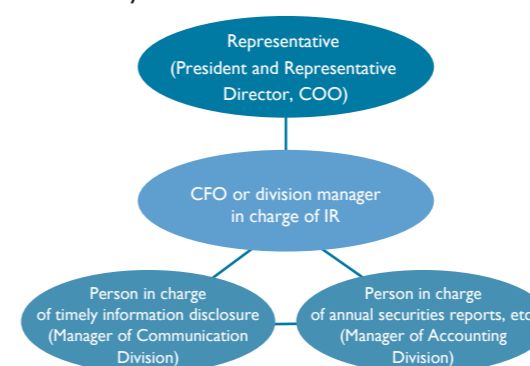 Representative
(President and Representative
Director, COO)
CFO or division manager
in charge of IR
Person in charge
of timely information disclosure
(Manager of Communication
Division)
Person in charge
of annual securities reports, etc
(Manager of Accounting
Division)